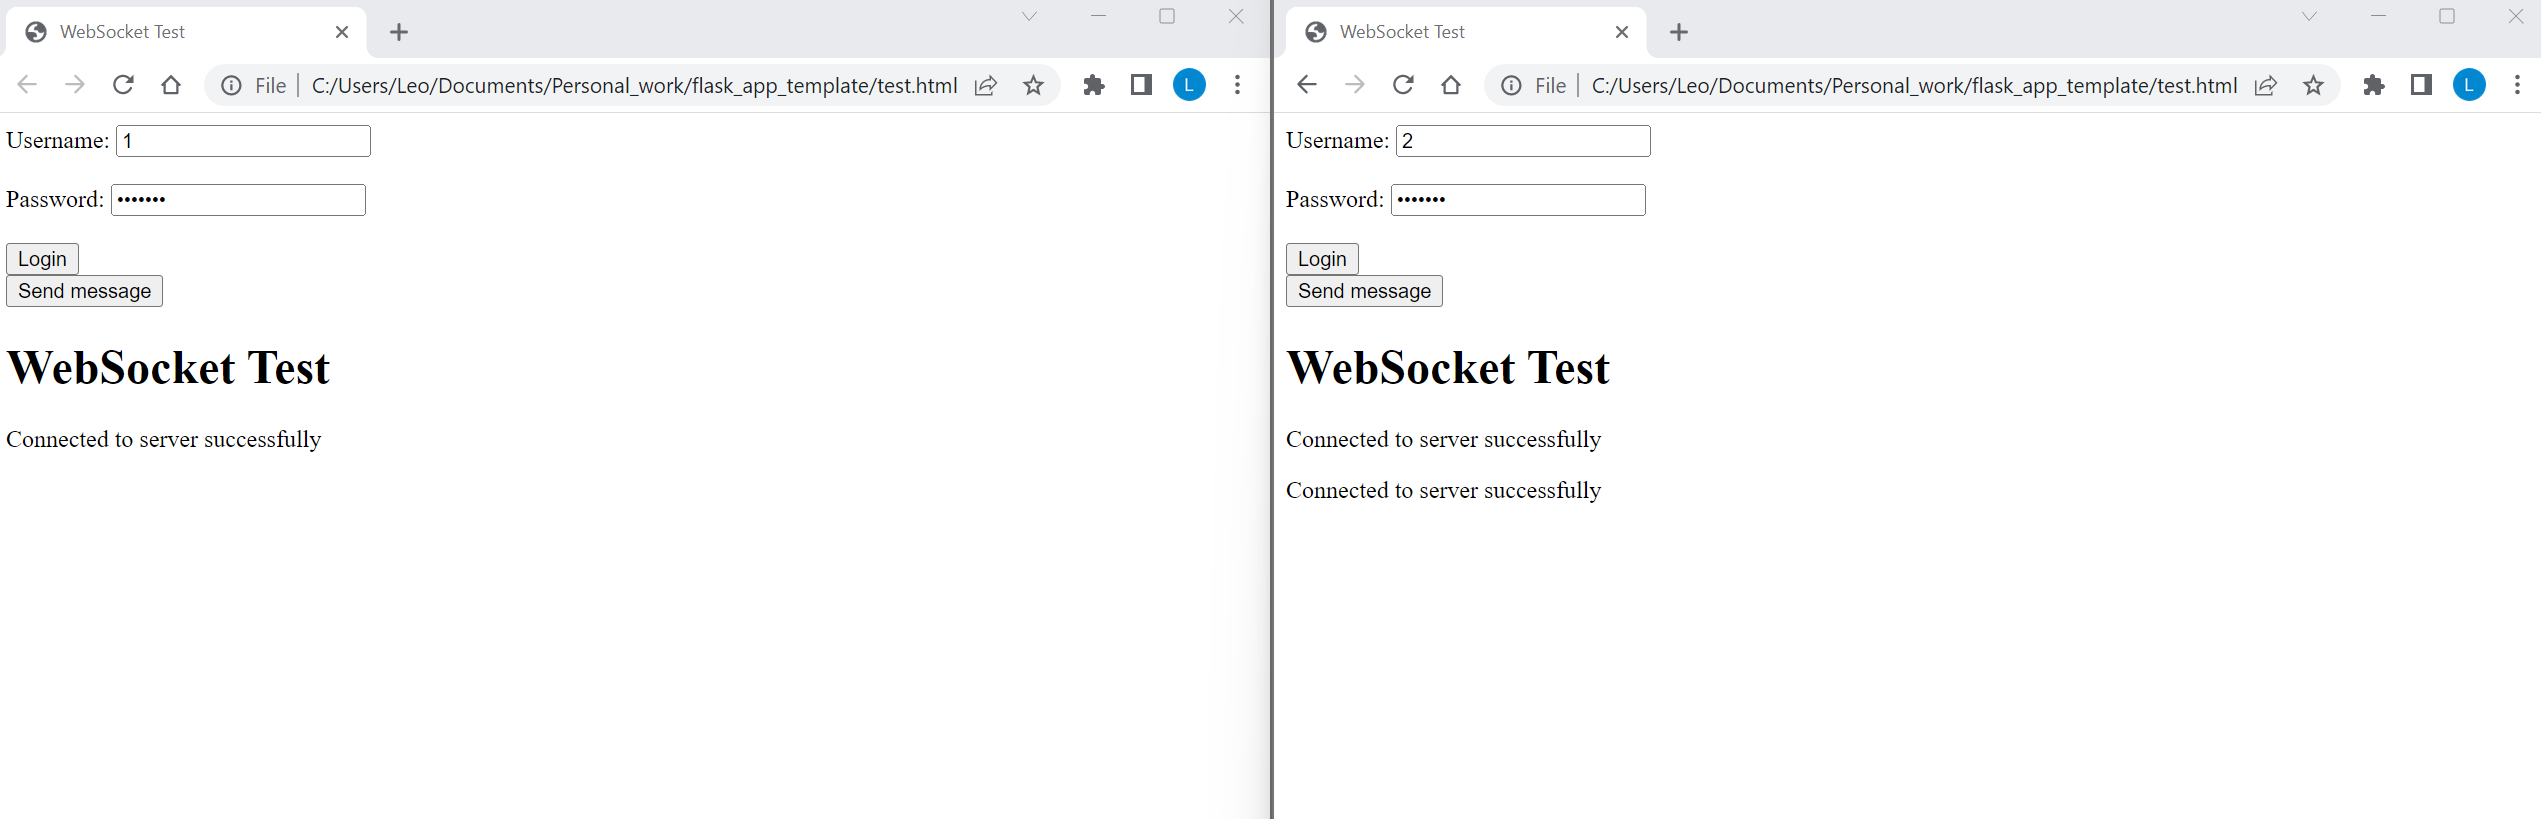 WebSocket Test
File C:/Users/Leo/Documents/Personal_work/flask_app_template/test.html
L
Username: 1
Password: •••••••
Login
Send message
WebSocket Test
Connected to server successfully
WebSocket Test
File C:/Users/Leo/Documents/Personal_work/flask_app_template/test.html
L
Username: 2
Password: •••••••
Login
Send message
WebSocket Test
Connected to server successfully
Connected to server successfully